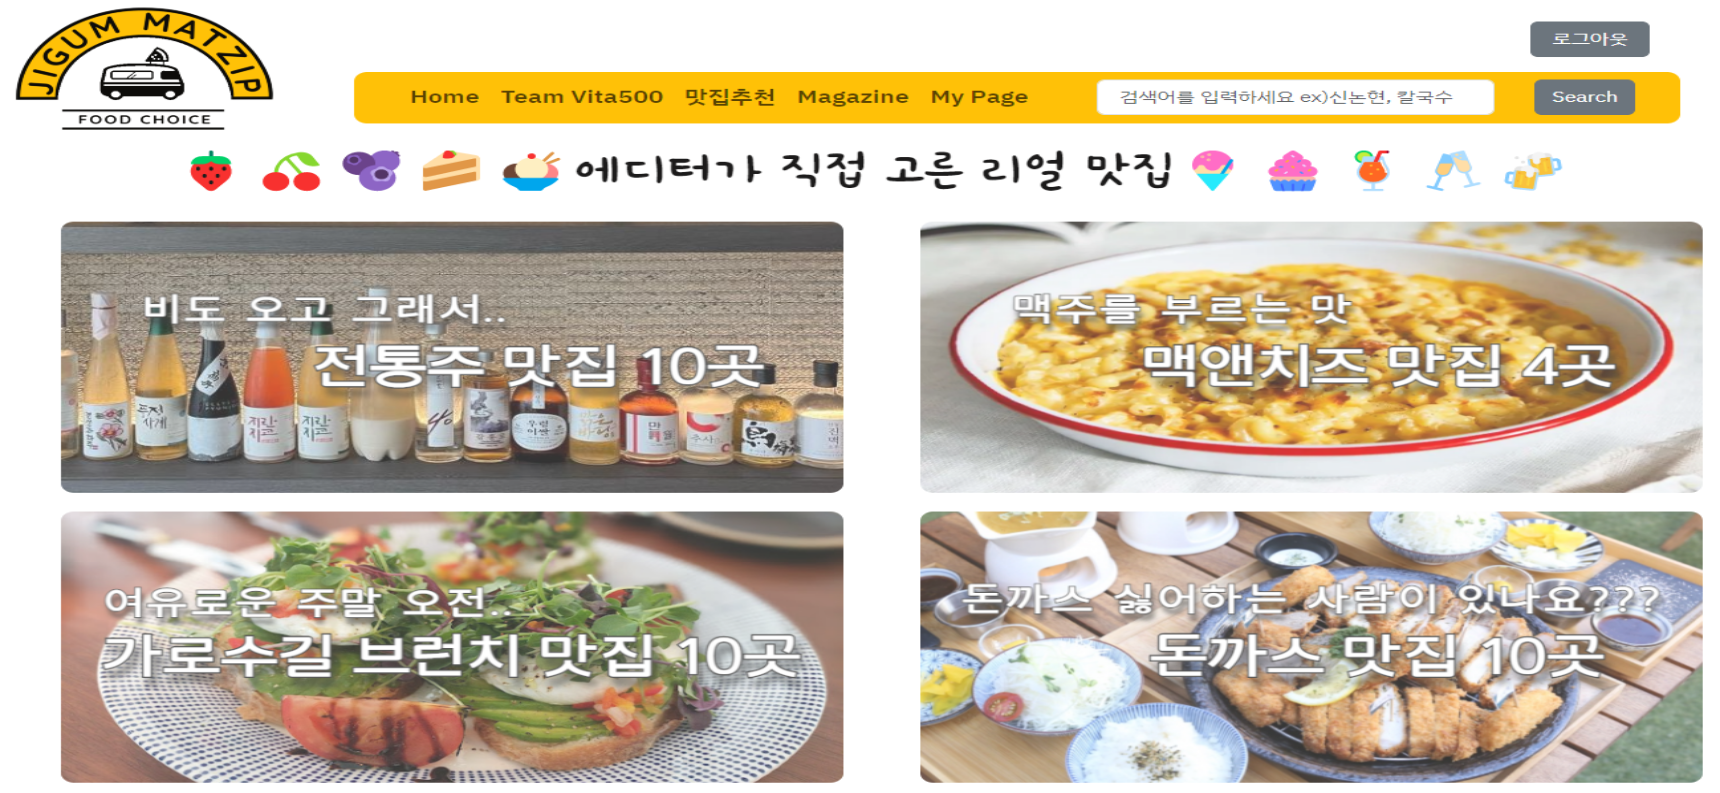 JIGUM MATZIP
FOOD CHOICE
로그아웃
Home Team Vita500 맛집추천 Magazine My Page 검색어를 입력하세요 ex)신논현, 칼국수 Search
에디터가 직접 고른 리얼 맛집
비도 오고 그래서..
전통주 맛집 10곳
맥주를 부르는 맛
맥앤치즈 맛집 4곳
여유로운 주말 오전..
가로수길 브런치 맛집 10곳
돈까스 싫어하는 사람이 있나요???
돈까스 맛집 10곳